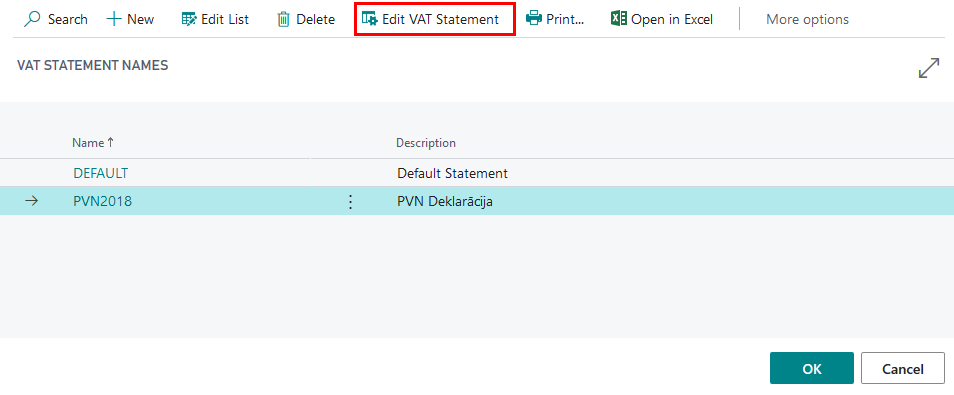 Search New Edit List Delete Edit VAT Statement Print... Open in Excel More options
VAT STATEMENT NAMES
Name↑ Description
DEFAULT Default Statement
PVN2018 PVN Deklarācija
OK Cancel